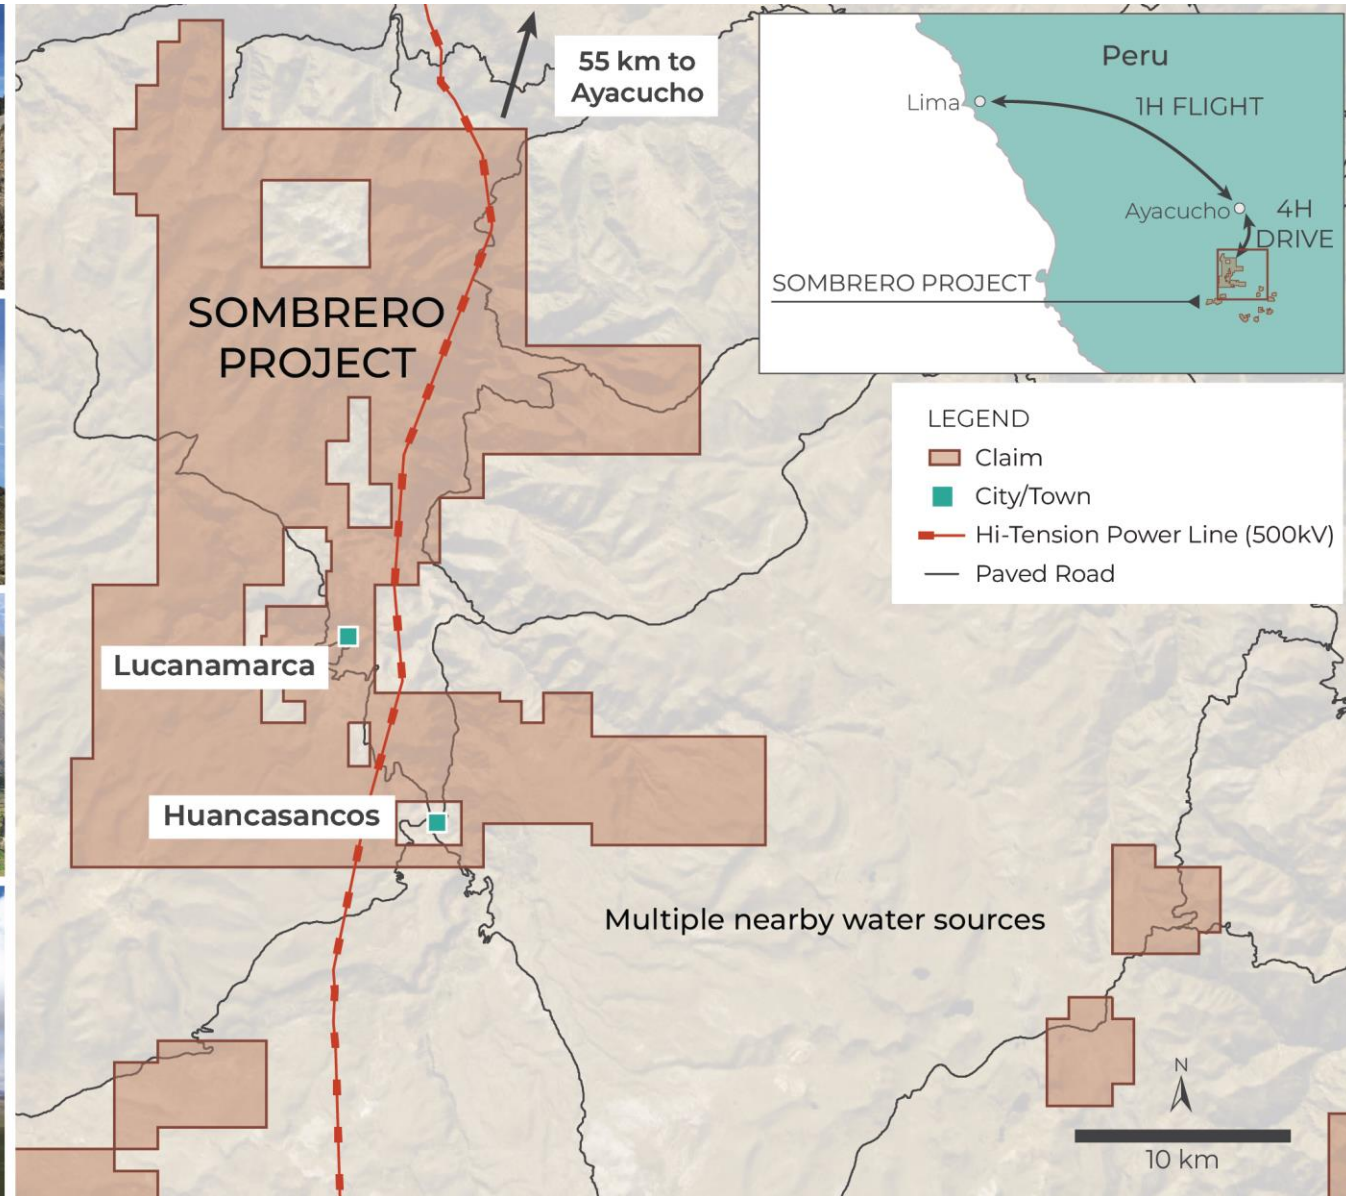 55 km to
Ayacucho
Peru
Lima
1H FLIGHT
Ayacucho
4H
DRIVE
SOMBRERO PROJECT
SOMBRERO
PROJECT
LEGEND
Claim
City/Town
Hi-Tension Power Line (500kV)
Paved Road
Lucanamarca
Huancasancos
Multiple nearby water sources
N
10 km